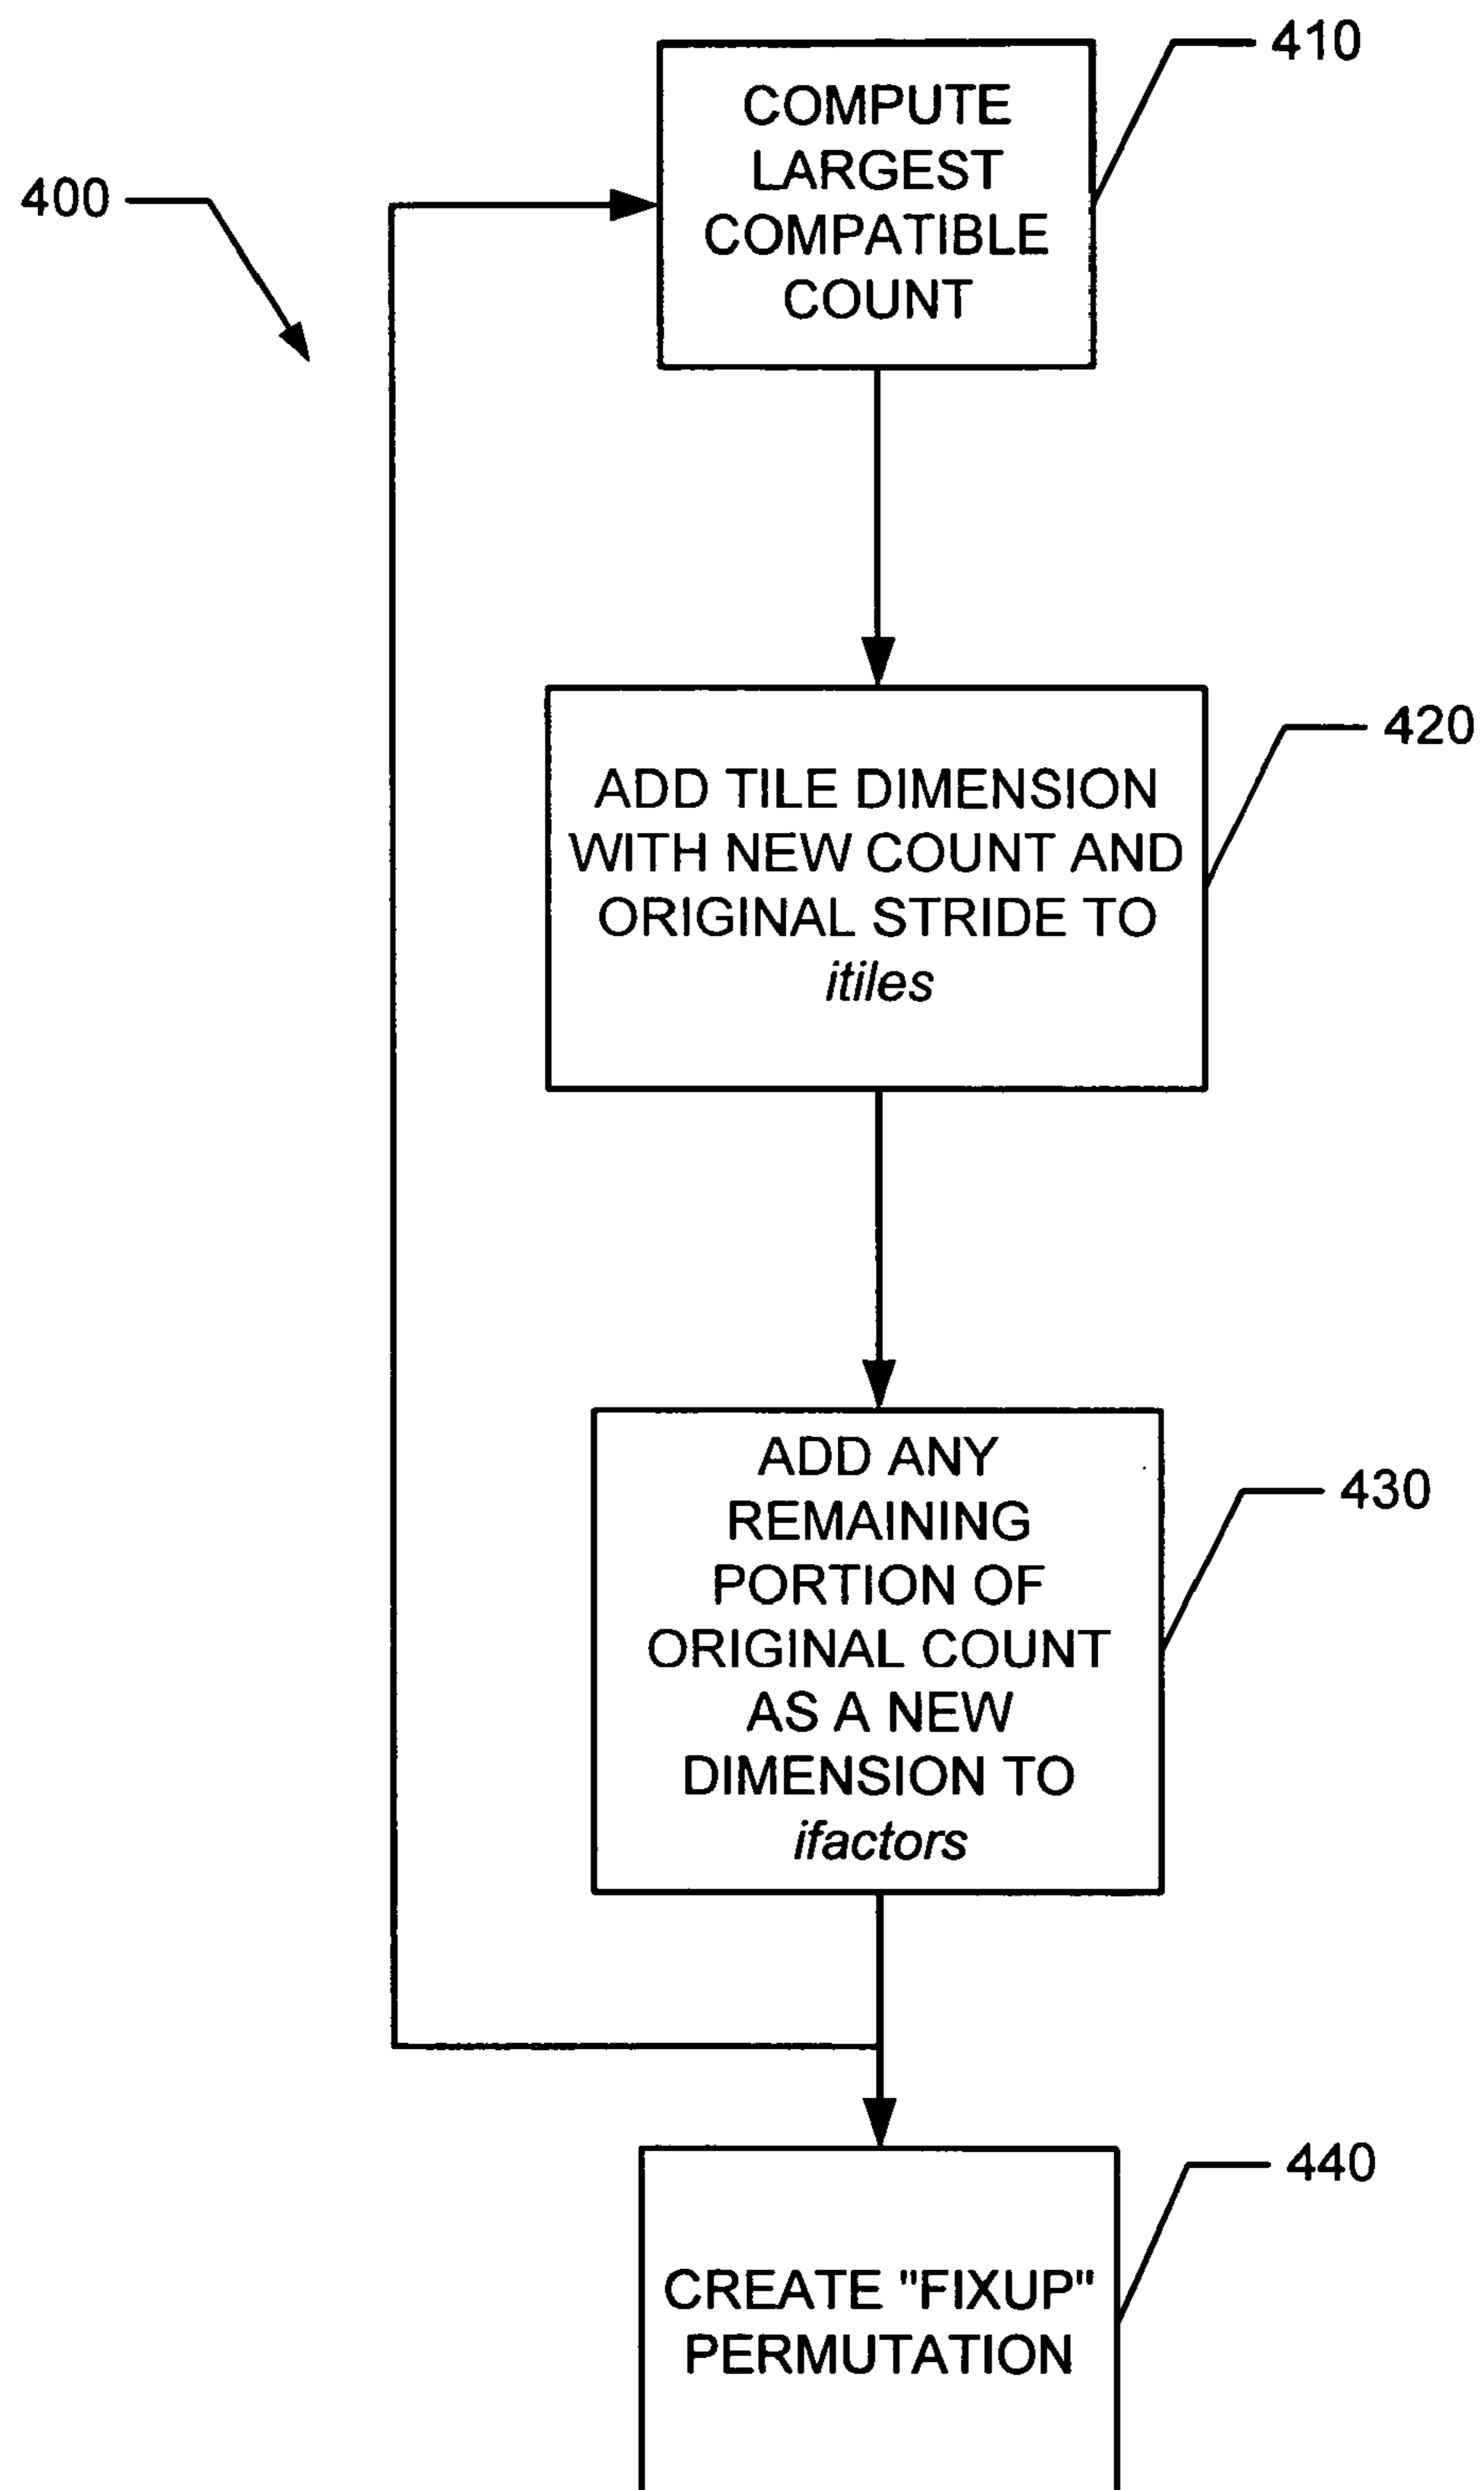 410
COMPUTE
LARGEST
COMPATIBLE
COUNT
400
420
ADD TILE DIMENSION
WITH NEW COUNT AND
ORIGINAL STRIDE TO
itiles
430
ADD ANY
REMAINING
PORTION OF
ORIGINAL COUNT
AS A NEW
DIMENSION TO
ifactors
440
CREATE "FIXUP"
PERMUTATION